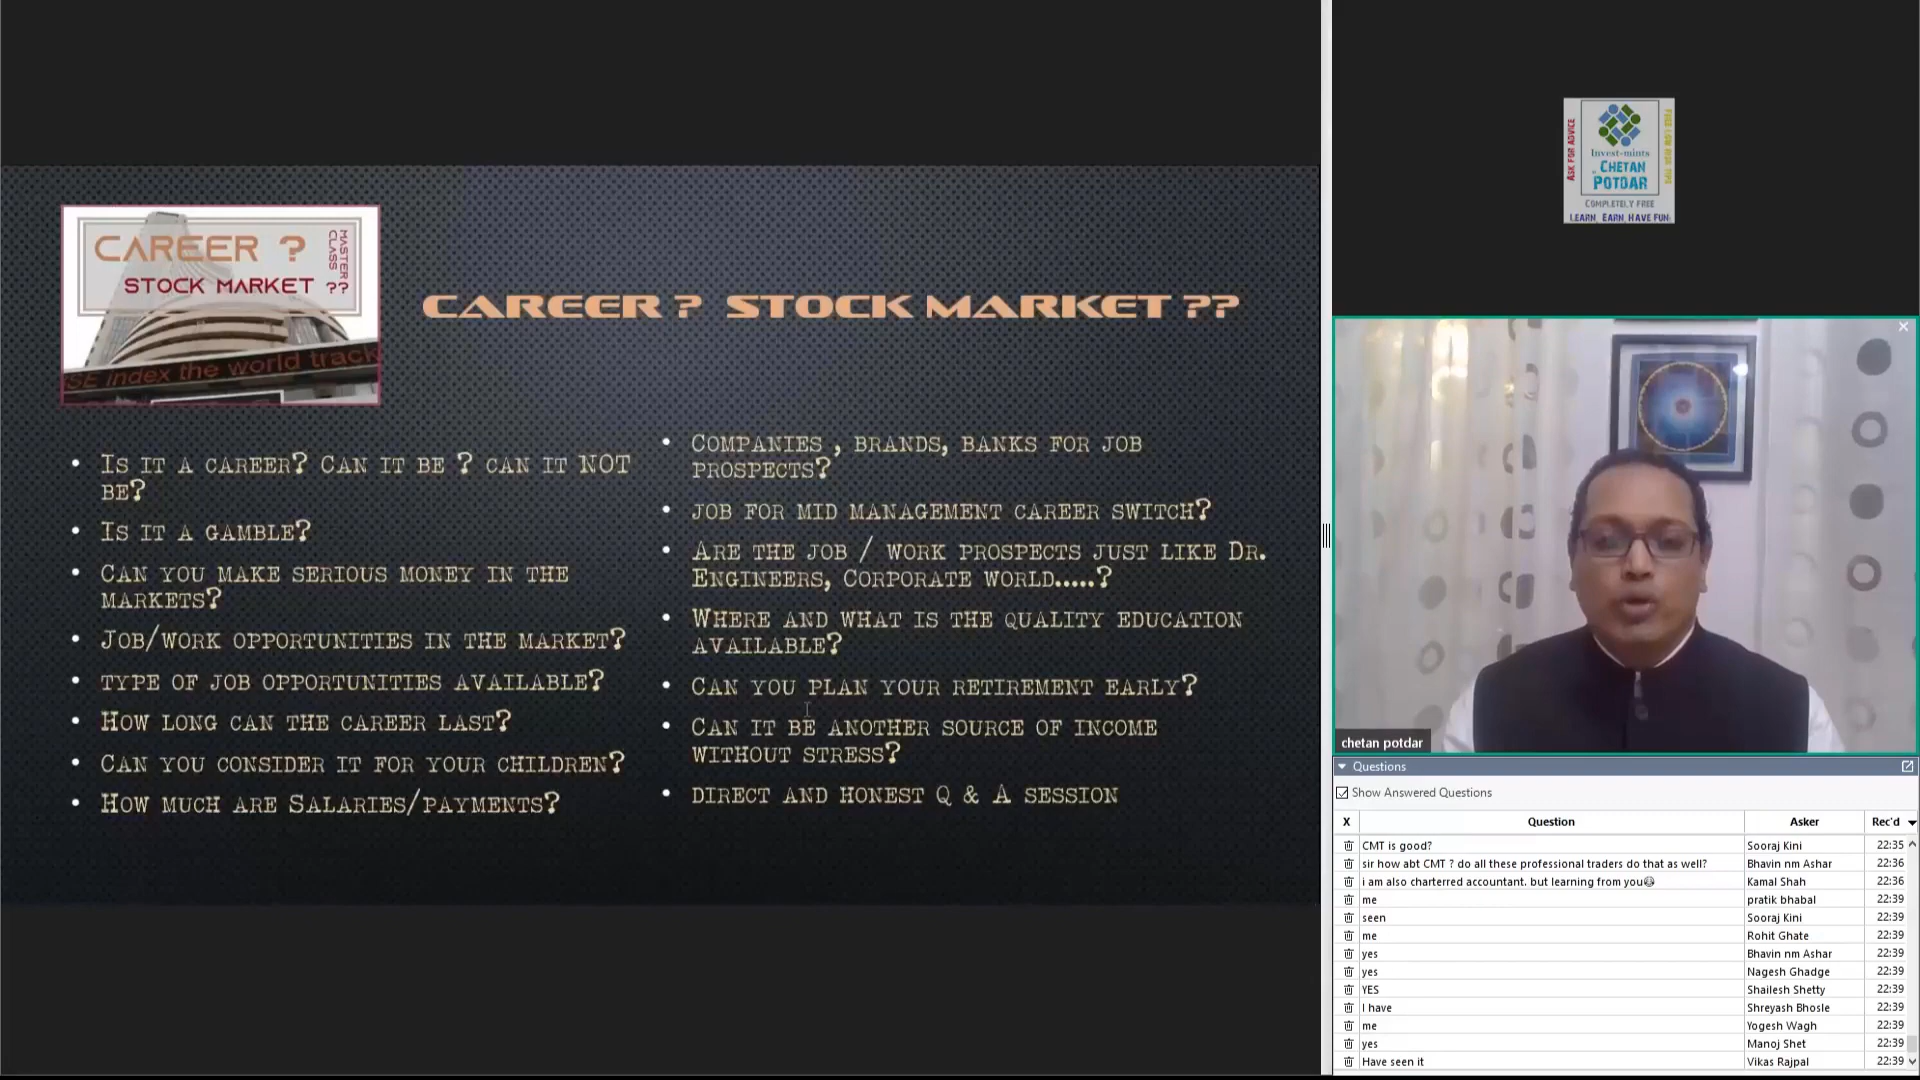 CAREER ?
STOCK MARKET ??
MASTER
CLASS
SE index the world track
CAREER ? STOCK MARKET ??
• Is it a career? Can it be ? can it NOT
be?
• Is it a gamble?
• Can you make serious money in the
markets?
• Job/work opportunities in the market?
• type of job opportunities available?
• How long can the career last?
• Can you consider it for your children?
• How much are Salaries/payments?
• Companies , brands, banks for job
prospects?
• job for mid management career switch?
• Are the job / work prospects just like Dr.
Engineers, Corporate world.....?
• Where and what is the quality education
available?
• Can you plan your retirement early?
• Can it be another source of income
without stress?
• direct and honest Q & A session
ASK FOR ADVICE
Invest-mints
CHETAN
POTDAR
COMPLETELY FREE
LEARN, EARN, HAVE FUN
chetan potdar
Questions
Show Answered Questions
X Question Asker Rec'd
CMT is good? Sooraj Kini 22:35
sir how abt CMT ? do all these professional traders do that as well? Bhavin nm Ashar 22:36
i am also charterred accountant. but learning from you Kamal Shah 22:36
me pratik bhabal 22:39
seen Sooraj Kini 22:39
me Rohit Ghate 22:39
yes Bhavin nm Ashar 22:39
yes Nagesh Ghadge 22:39
YES Shailesh Shetty 22:39
I have Shreyash Bhosle 22:39
me Yogesh Wagh 22:39
yes Manoj Shet 22:39
Have seen it Vikas Rajpal 22:39